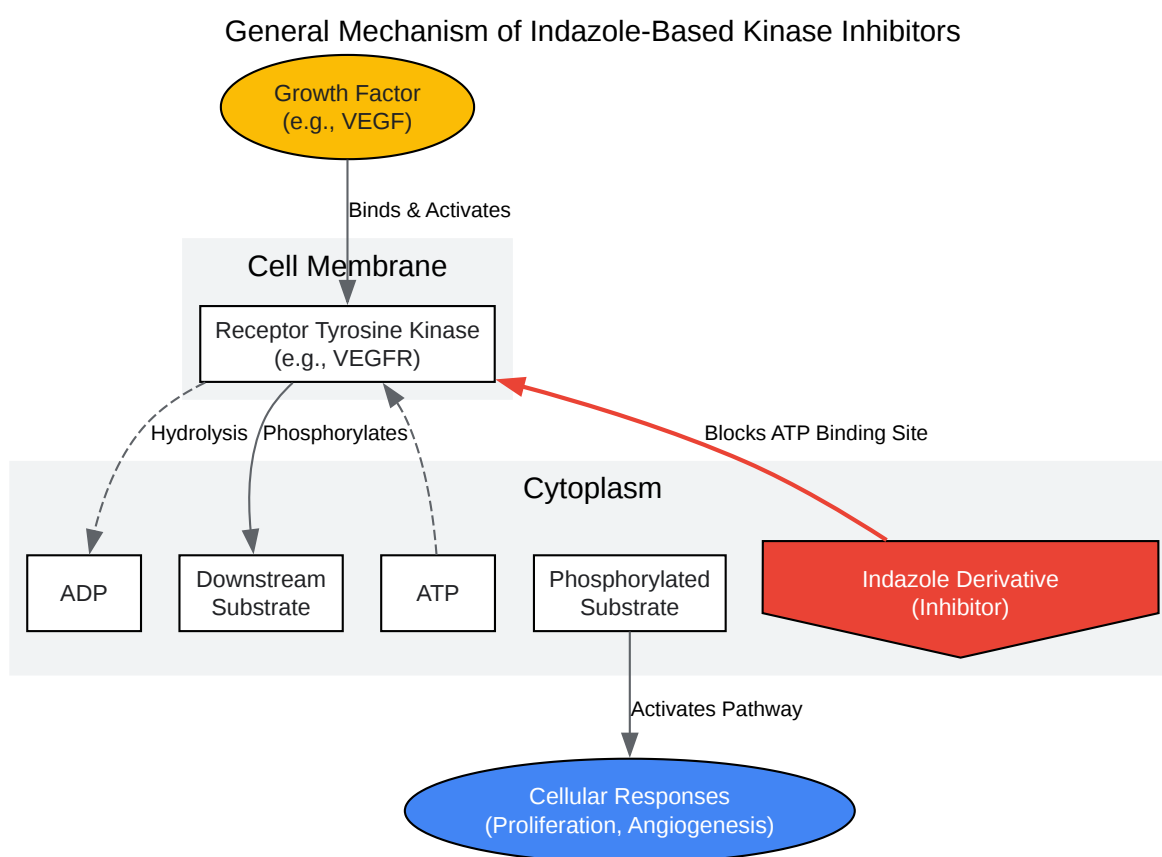 General Mechanism of Indazole-Based Kinase Inhibitors
Growth Factor
(e.g., VEGF)
Binds & Activates
Cell Membrane
Receptor Tyrosine Kinase
(e.g., VEGFR)
Hydrolysis
Phosphorylates
Blocks ATP Binding Site
Cytoplasm
ADP
Downstream
Substrate
ATP
Phosphorylated
Substrate
Indazole Derivative
(Inhibitor)
Activates Pathway
Cellular Responses
(Proliferation, Angiogenesis)